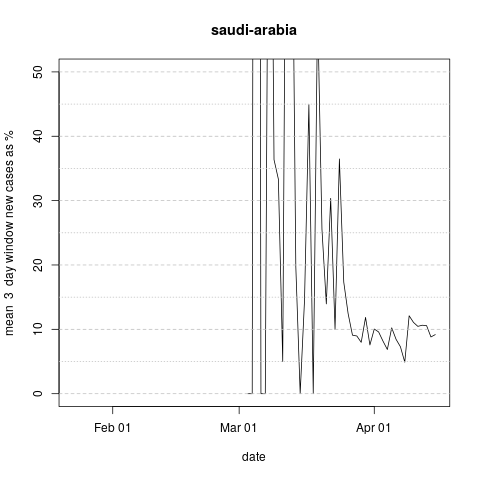 saudi-arabia
mean 3 day window new cases as %
50
40
30
20
10
0
Feb 01
Mar 01
Apr 01
date